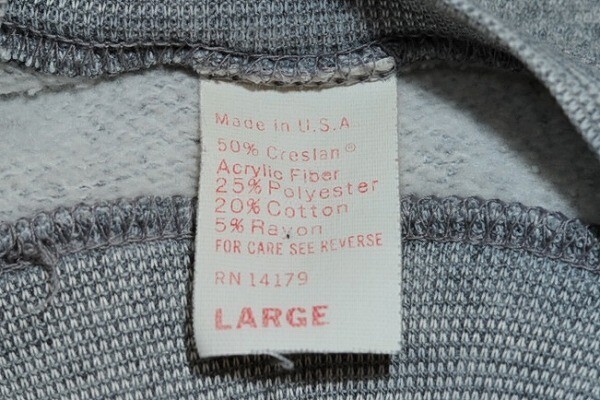 Made in U.S.A.
50% Creslan®
Acrylic Fiber
25% Polyester
20% Cotton
5% Rayon
FOR CARE SEE REVERSE
RN 14179
LARGE